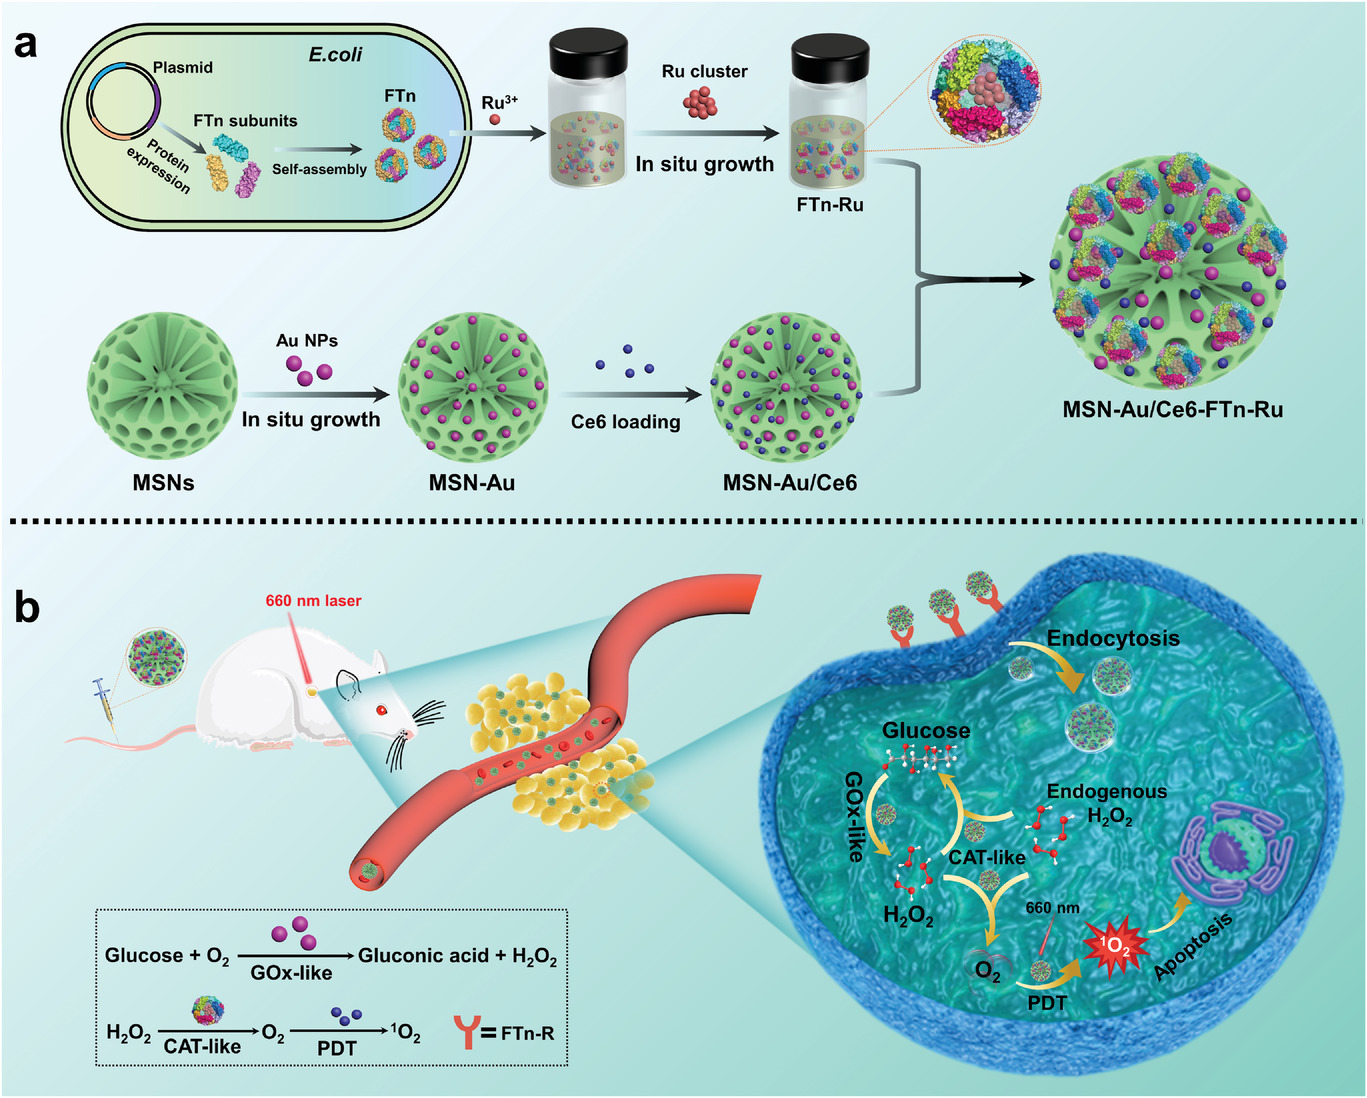 a
E.coli
Plasmid
FTn subunits
Protein
expression
Self-assembly
FTn
Ru³⁺
Ru cluster
In situ growth
FTn-Ru
Au NPs
In situ growth
Ce6 loading
MSNs
MSN-Au
MSN-Au/Ce6
MSN-Au/Ce6-FTn-Ru
b
660 nm laser
Endocytosis
Glucose
GOx-like
Endogenous
H₂O₂
CAT-like
H₂O₂
660 nm
O₂
PDT
¹O₂
Apoptosis
Glucose + O₂ GOx-like Gluconic acid + H₂O₂
H₂O₂ CAT-like O₂ PDT ¹O₂
= FTn-R